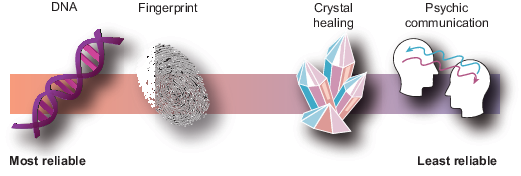 DNA
Fingerprint
Crystal
healing
Psychic
communication
Most reliable
Least reliable